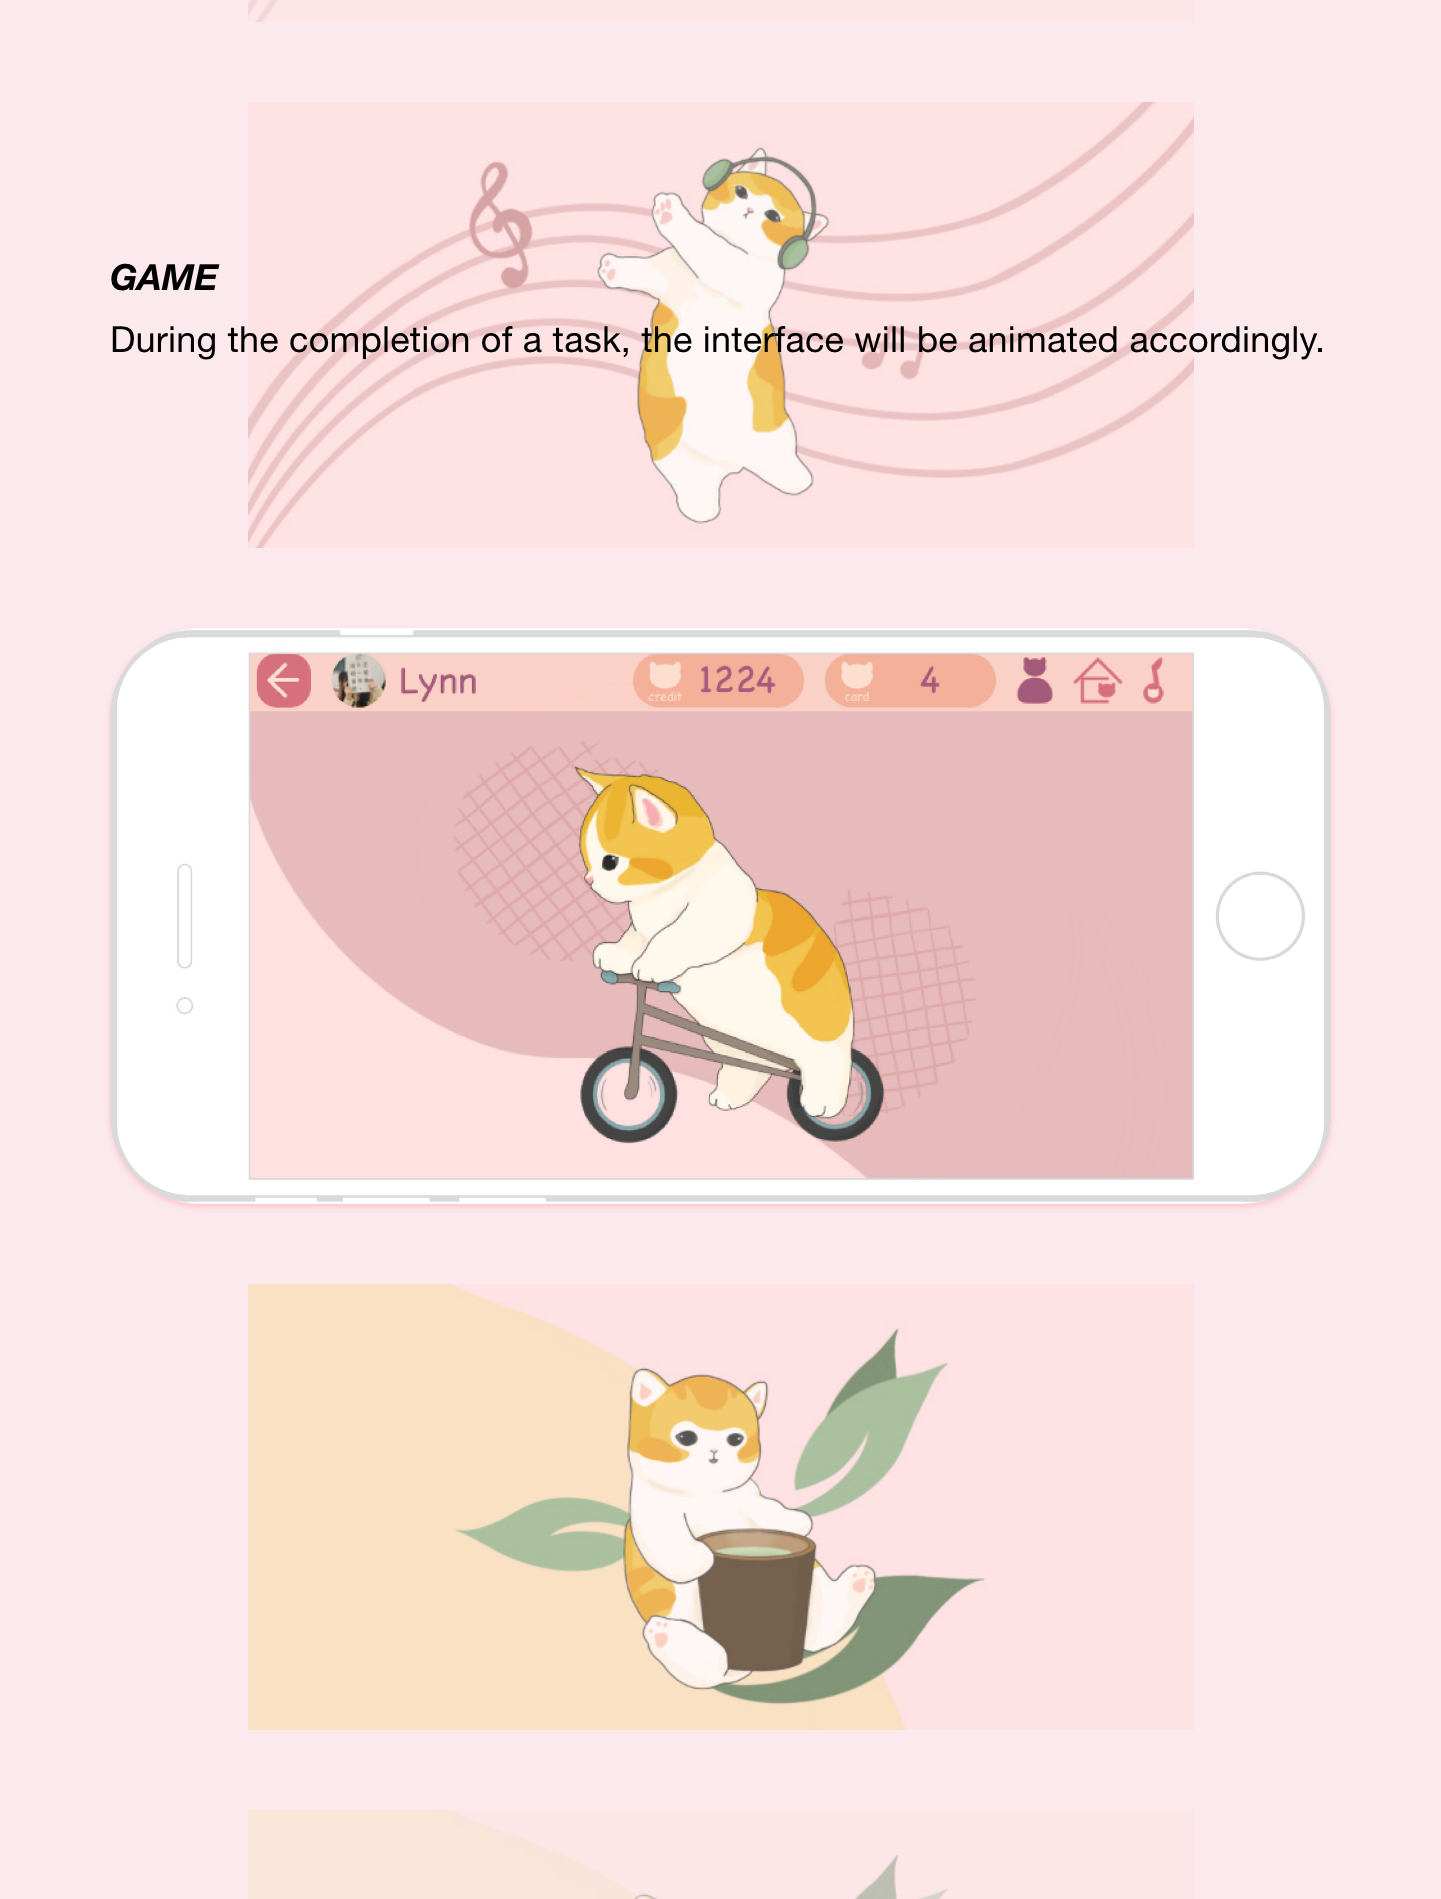 GAME
During the completion of a task, the interface will be animated accordingly.
Lynn
credit 1224
card 4